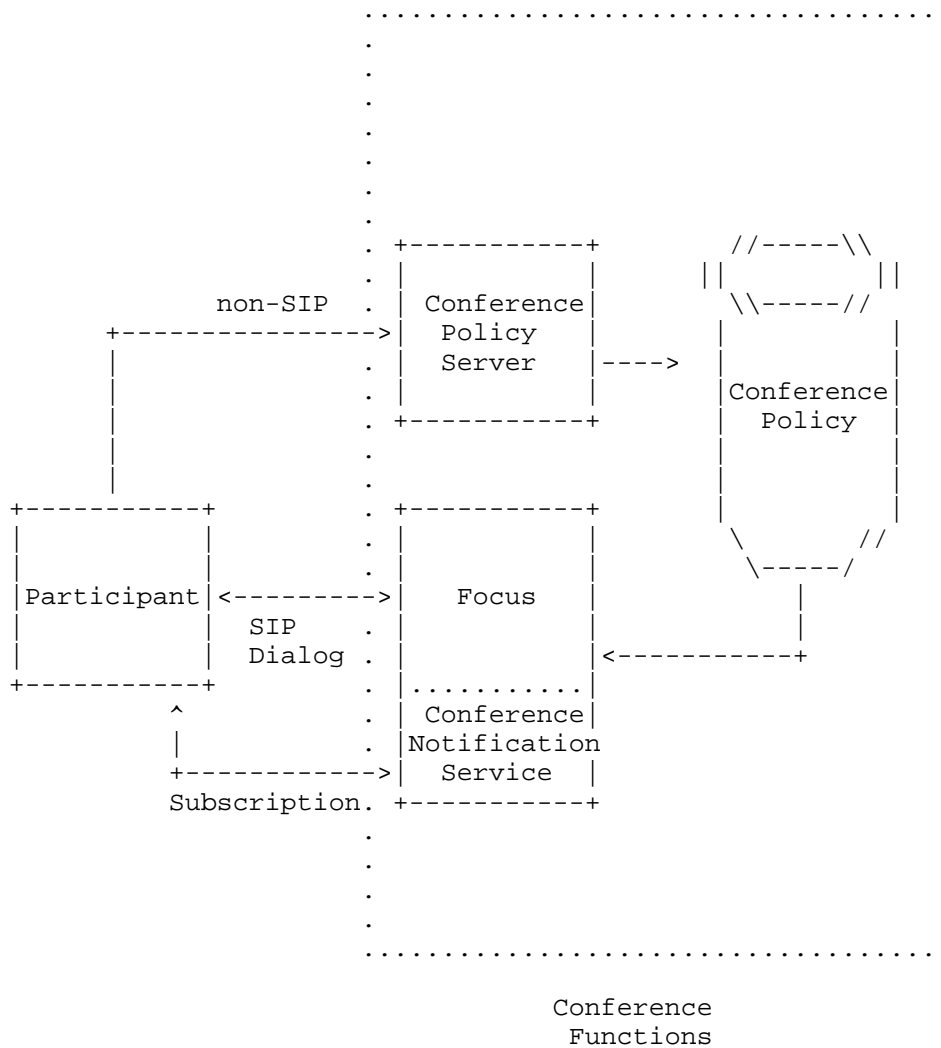 non-SIP
Conference
Policy
Server
Conference
Policy
Participant
Focus
SIP
Dialog
Conference
Notification
Service
Subscription
Conference
Functions